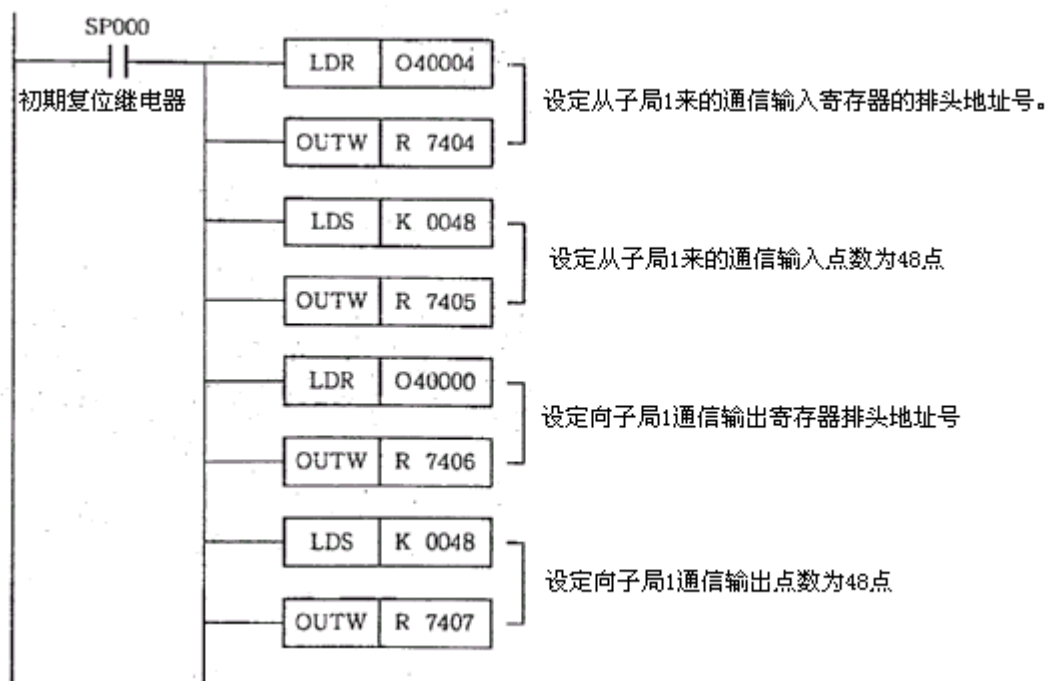 SP000
初期复位继电器
LDR O40004
OUTW R 7404
设定从子局1来的通信输入寄存器的排头地址号。
LDS K 0048
OUTW R 7405
设定从子局1来的通信输入点数为48点
LDR O40000
OUTW R 7406
设定向子局1通信输出寄存器排头地址号
LDS K 0048
OUTW R 7407
设定向子局1通信输出点数为48点